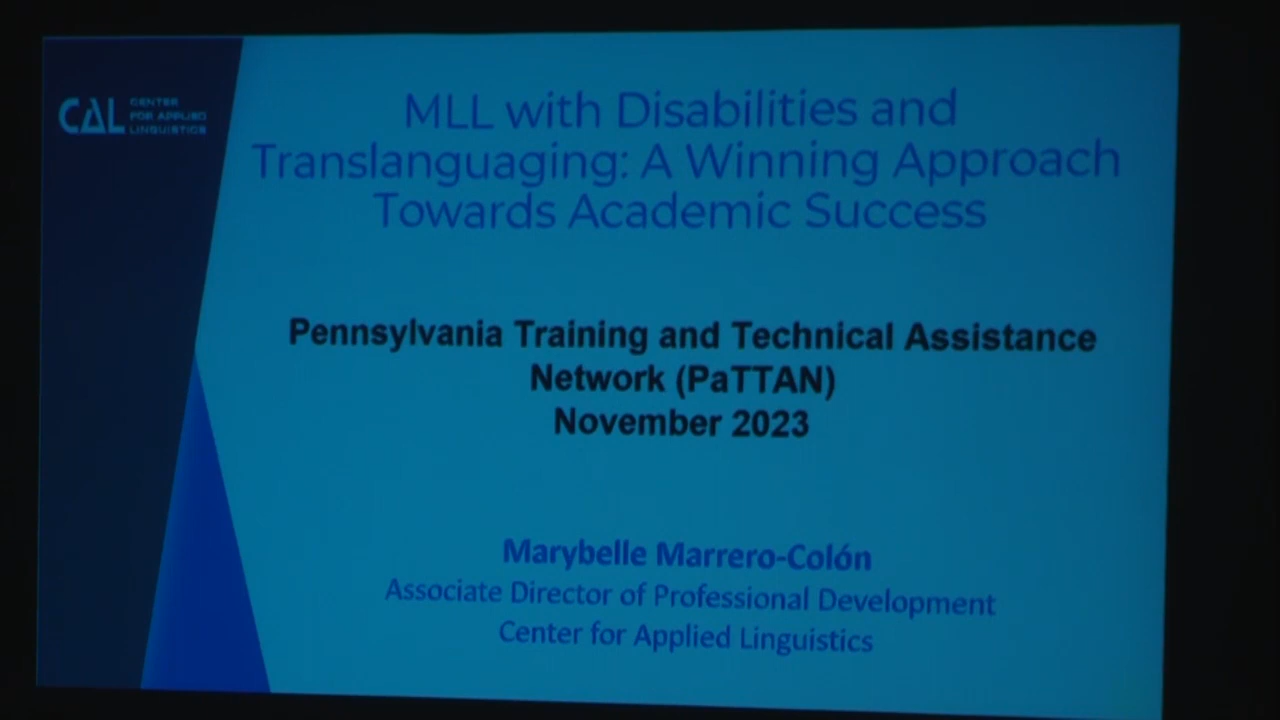 CAL CENTER
FOR APPLIED
LINGUISTICS
MLL with Disabilities and
Translanguaging: A Winning Approach
Towards Academic Success
Pennsylvania Training and Technical Assistance
Network (PaTTAN)
November 2023
Marybelle Marrero-Colón
Associate Director of Professional Development
Center for Applied Linguistics